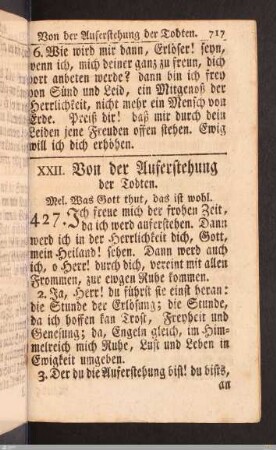 Von der Auferstehung der Todten. 717
6. Wie wird mir dann, Erlöser! seyn,
wenn ich, mich deiner ganz zu freun, dich
dort anbeten werde? dann bin ich frey
von Sünd und Leid, ein Mitgenoß der
Herrlichkeit, nicht mehr ein Mensch von
Erde. Preiß dir! daß mir durch dein
Leiden jene Freuden offen stehen. Ewig
will ich dich erhöhen.
XXII. Von der Auferstehung
der Todten.
Mel. Was Gott thut, das ist wohl.
427. Ich freue mich der frohen Zeit,
da ich werd auferstehen. Dann
werd ich in der Herrlichkeit dich, Gott,
mein Heiland! sehen. Dann werd auch
ich, o Herr! durch dich, vereint mit allen
Frommen, zur ewgen Ruhe kommen.
2. Ja, Herr! du führst sie einst heran:
die Stunde der Erlösung; die Stunde,
da ich hoffen kan Trost, Freyheit und
Genesung; da, Engeln gleich, im Him-
melreich mich Ruhe, Lust und Leben in
Ewigkeit umgeben.
3. Der du die Auferstehung bist! du bists,
an